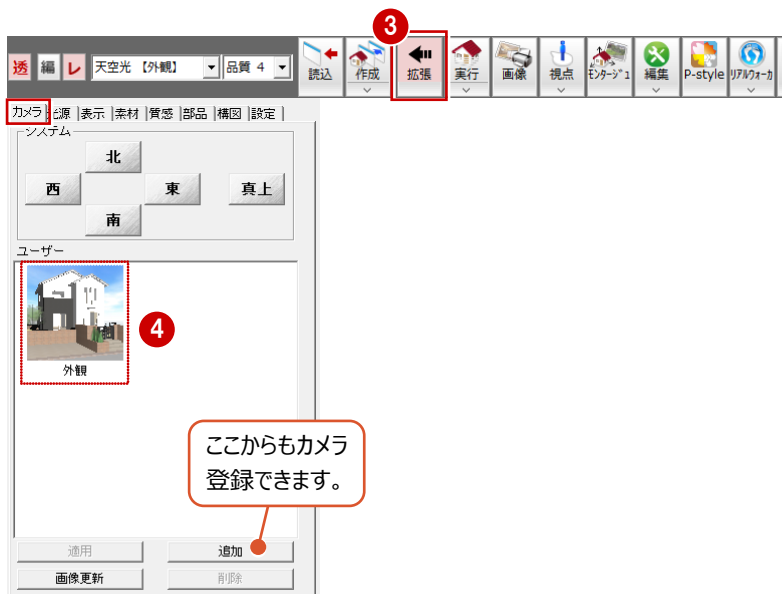 3
透 編 レ 天空光 【外観】 品質 4 読込 作成 拡張 実行 画像 視点 ﾓﾝﾀｰｼﾞｭ 編集 P-style ﾘｱﾙｳｫｰｶ
カメラ 光源 表示 素材 質感 部品 構図 設定
システム
北
西 東 真上
南
ユーザー
4
外観
ここからもカメラ
登録できます。
適用 追加
画像更新 削除